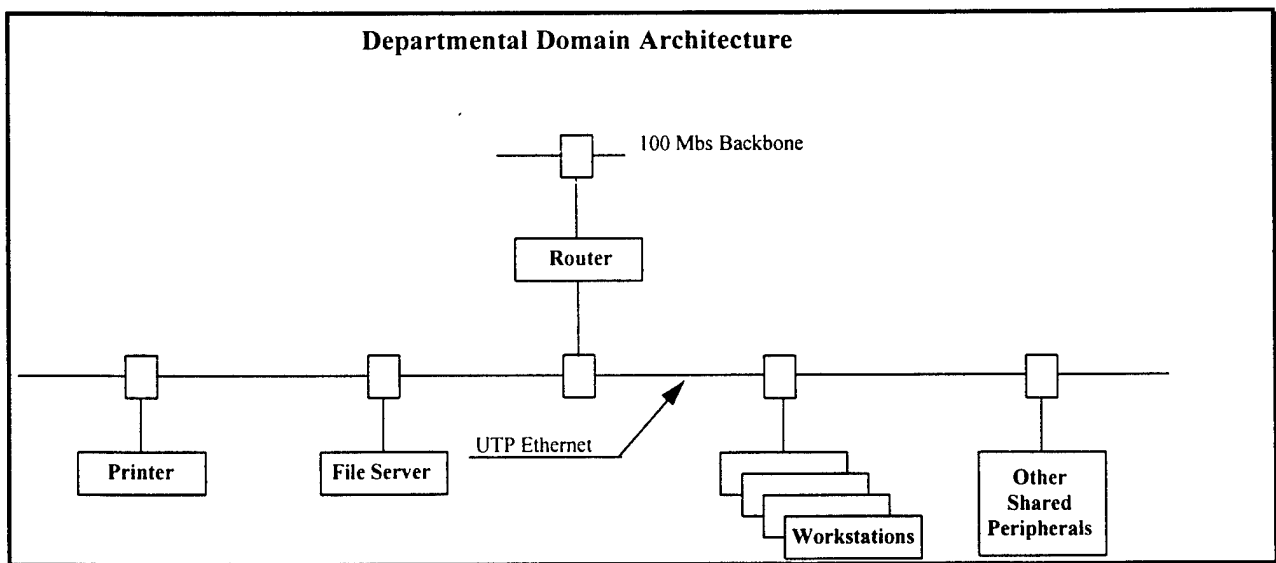 Departmental Domain Architecture
100 Mbs Backbone
Router
UTP Ethernet
Printer
File Server
Workstations
Other
Shared
Peripherals